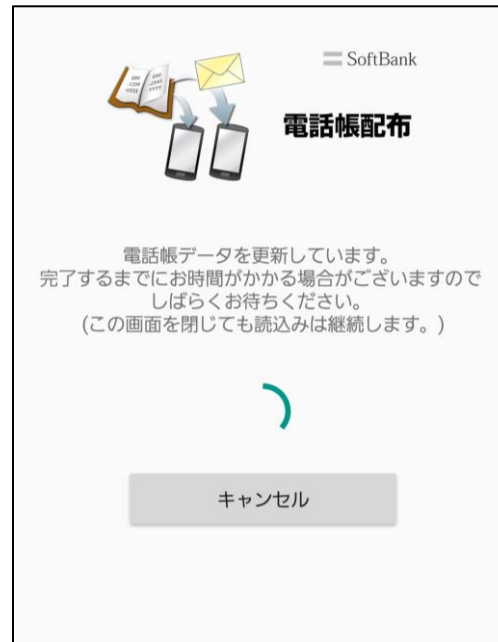 SoftBank
電話帳配布
電話帳データを更新しています。
完了するまでにお時間がかかる場合がございますので
しばらくお待ちください。
(この画面を閉じても読込みは継続します。)
キャンセル